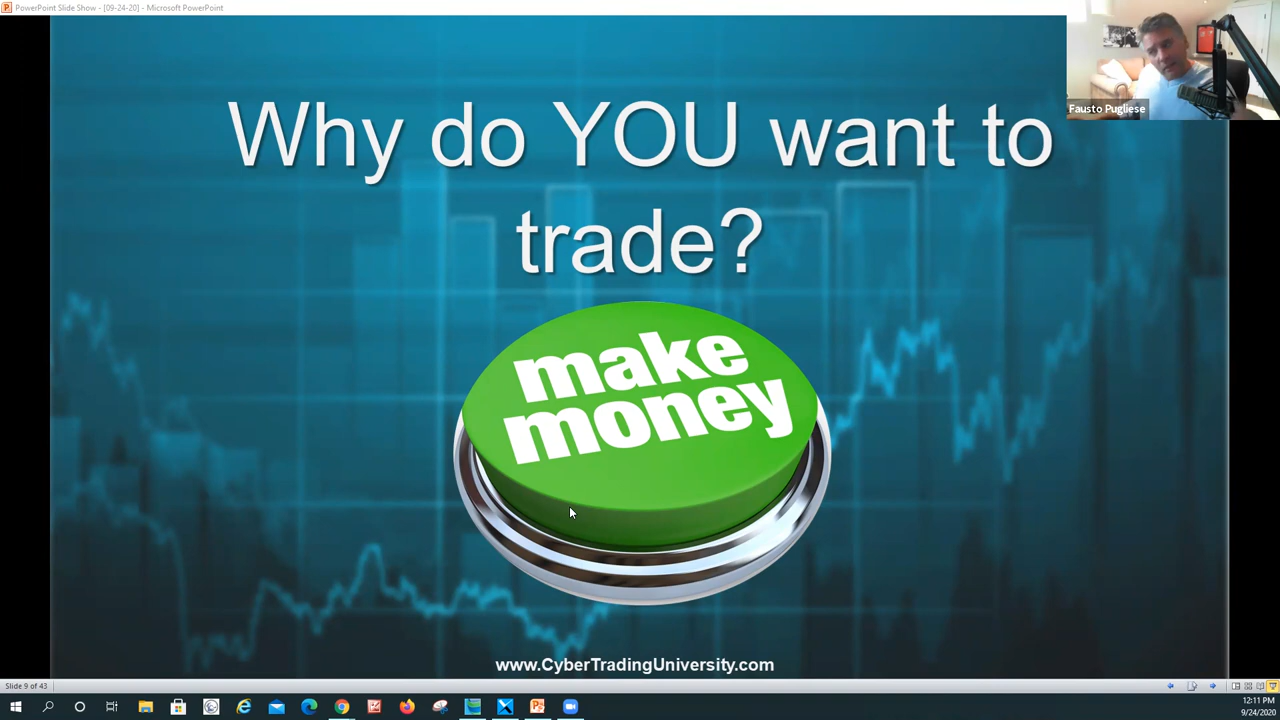 PowerPoint Slide Show - [09-24-20] - Microsoft PowerPoint
Fausto Pugliese
Why do YOU want to
trade?
make
money
www.CyberTradingUniversity.com
Slide 9 of 43
12:11 PM
9/24/2020